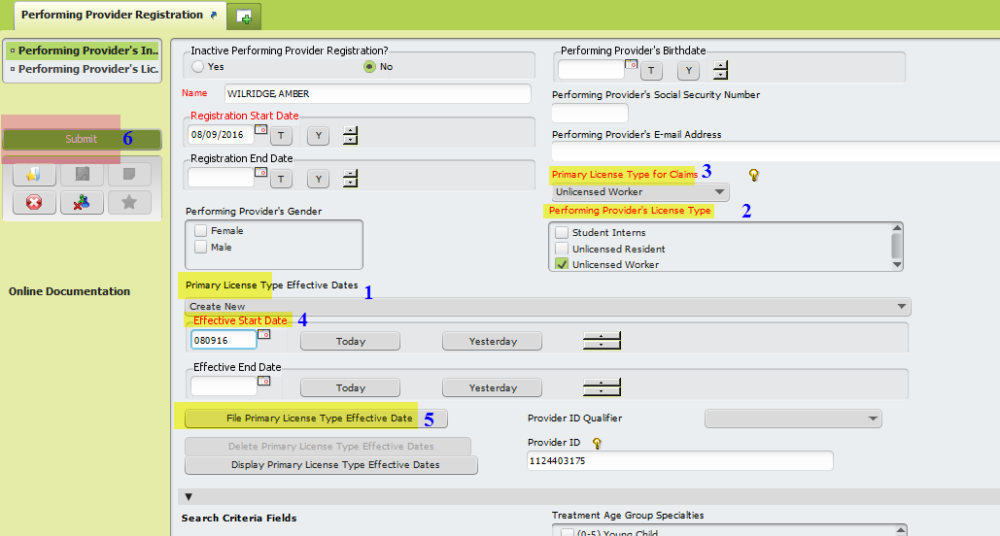 Performing Provider Registration
Performing Provider's In..
Performing Provider's Lic.
Submit 6
Online Documentation
Inactive Performing Provider Registration?
Yes No
Name WILRIDGE, AMBER
Registration Start Date
08/09/2016 T Y
Registration End Date
T Y
Performing Provider's Gender
Female
Male
Performing Provider's Birthdate
T Y
Performing Provider's Social Security Number
Performing Provider's E-mail Address
Primary License Type for Claims 3
Unlicensed Worker
Performing Provider's License Type 2
Student Interns
Unlicensed Resident
Unlicensed Worker
Primary License Type Effective Dates 1
Create New
Effective Start Date 4
080916 Today Yesterday
Effective End Date
Today Yesterday
File Primary License Type Effective Date 5
Delete Primary License Type Effective Dates
Display Primary License Type Effective Dates
Provider ID Qualifier
Provider ID
1124403175
Search Criteria Fields
Treatment Age Group Specialties
(0-5) Young Child